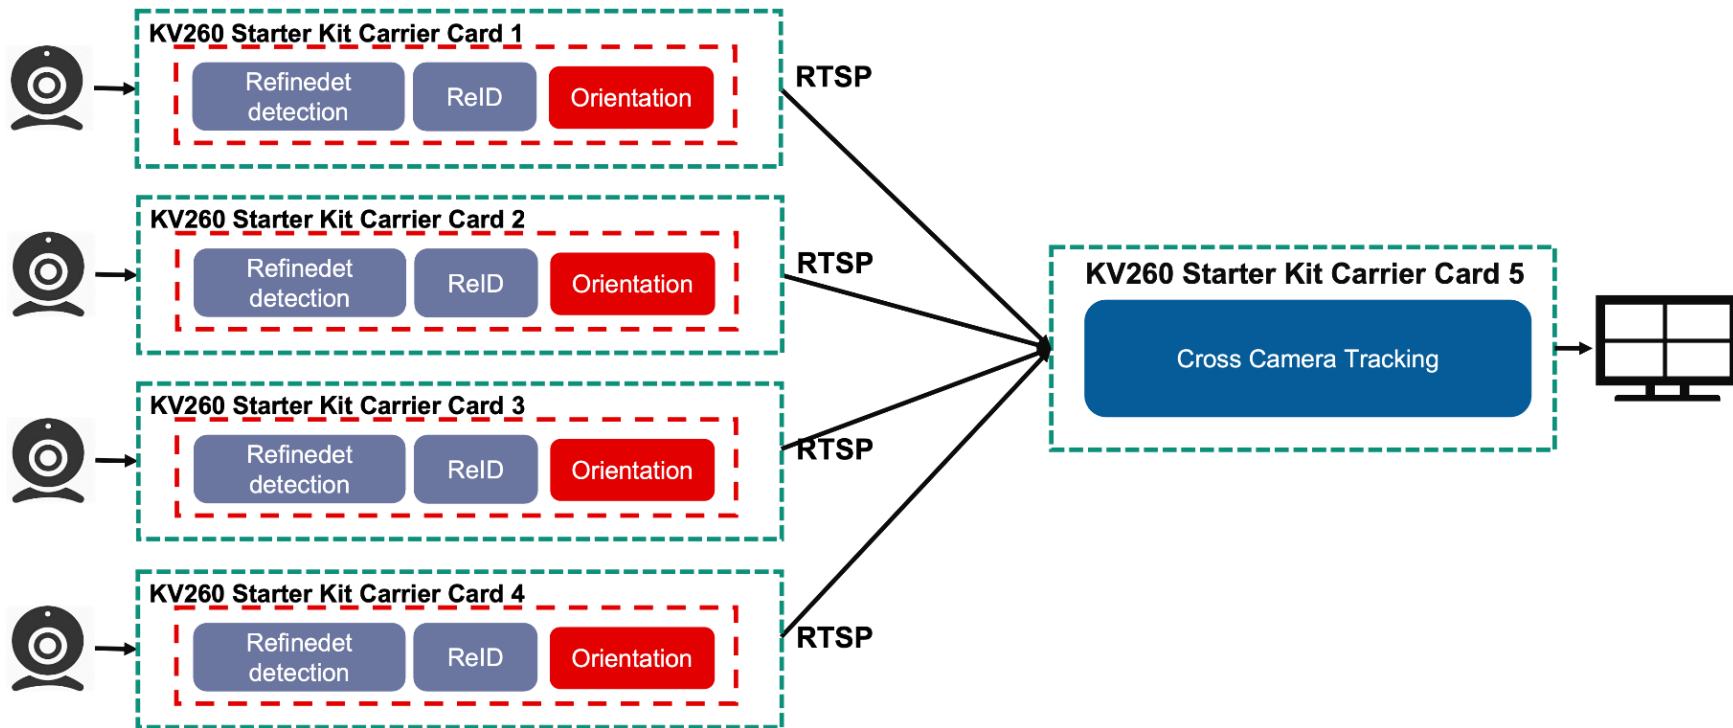 KV260 Starter Kit Carrier Card 1
Refinedet
detection
ReID
Orientation
RTSP
KV260 Starter Kit Carrier Card 2
Refinedet
detection
ReID
Orientation
RTSP
KV260 Starter Kit Carrier Card 3
Refinedet
detection
ReID
Orientation
RTSP
KV260 Starter Kit Carrier Card 4
Refinedet
detection
ReID
Orientation
RTSP
KV260 Starter Kit Carrier Card 5
Cross Camera Tracking